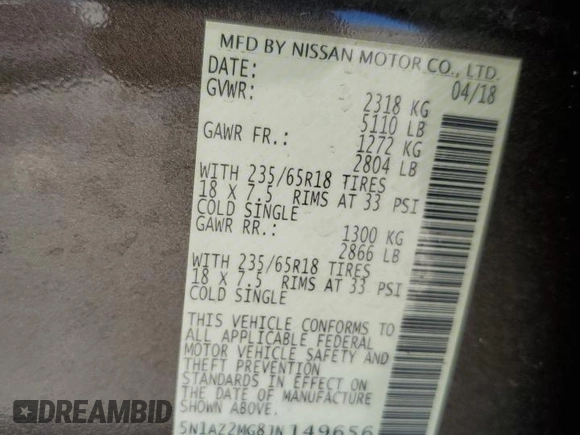 MFD BY NISSAN MOTOR CO., LTD.
DATE: 04/18
GVWR: 2318 KG
5110 LB
GAWR FR.: 1272 KG
2804 LB
WITH 235/65R18 TIRES
18 X 7.5 RIMS AT 33 PSI
COLD SINGLE
GAWR RR.: 1300 KG
2866 LB
WITH 235/65R18 TIRES
18 X 7.5 RIMS AT 33 PSI
COLD SINGLE
THIS VEHICLE CONFORMS TO
ALL APPLICABLE FEDERAL
MOTOR VEHICLE SAFETY AND
THEFT PREVENTION
STANDARDS IN EFFECT ON
THE DATE OF MANUFACTURE
SHOWN ABOVE.
5N1AZ2MG8JN149656
DREAMBID